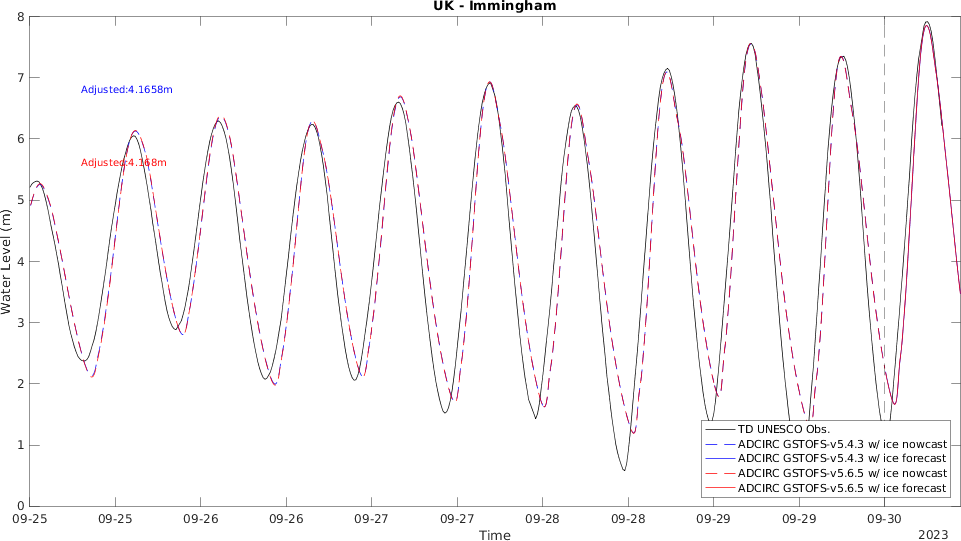 UK - Immingham
8
7
6
5
4
3
2
1
0
Water Level (m)
Adjusted:4.1658m
Adjusted:4.168m
TD UNESCO Obs.
ADCIRC GSTOFS-v5.4.3 w/ ice nowcast
ADCIRC GSTOFS-v5.4.3 w/ ice forecast
ADCIRC GSTOFS-v5.6.5 w/ ice nowcast
ADCIRC GSTOFS-v5.6.5 w/ ice forecast
09-25 09-25 09-26 09-26 09-27 09-27 09-28 09-28 09-29 09-29 09-30
Time
2023